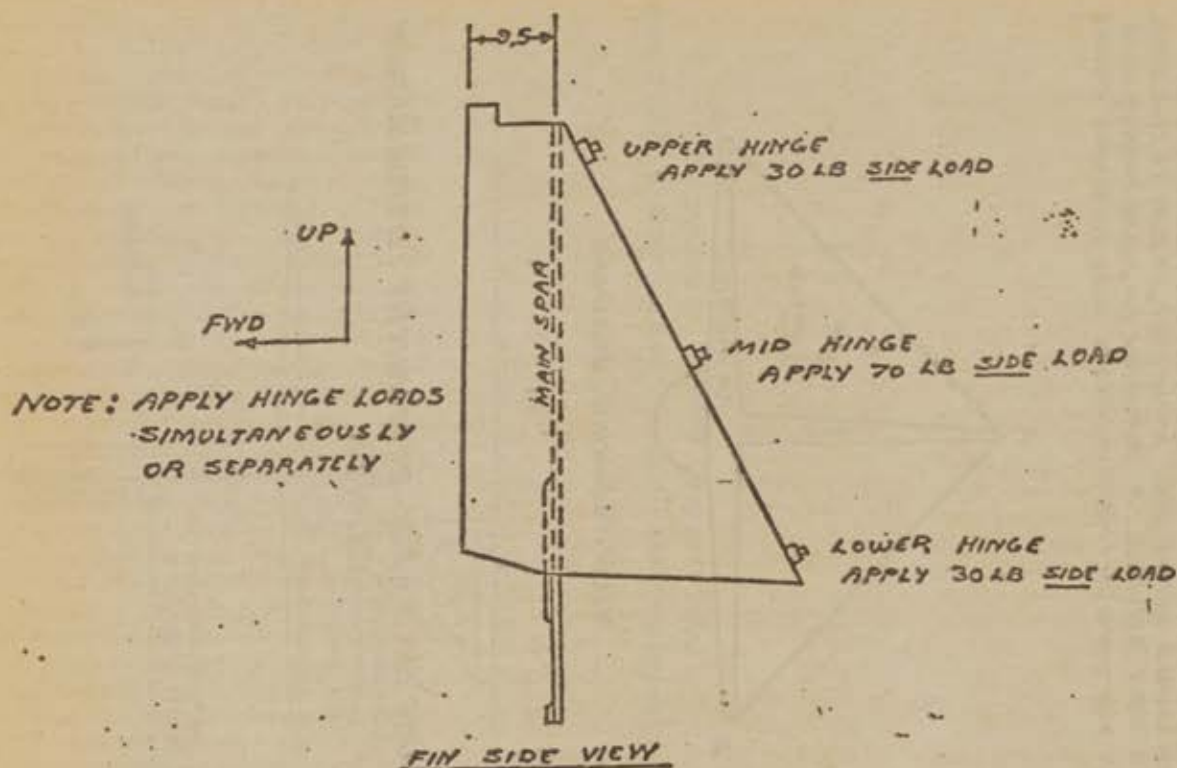 9.5
UPPER HINGE
APPLY 30 LB SIDE LOAD
UP
FWD
MAIN SPAR
MID HINGE
APPLY 70 LB SIDE LOAD
NOTE: APPLY HINGE LOADS
SIMULTANEOUSLY
OR SEPARATELY
LOWER HINGE
APPLY 30 LB SIDE LOAD
FIN SIDE VIEW